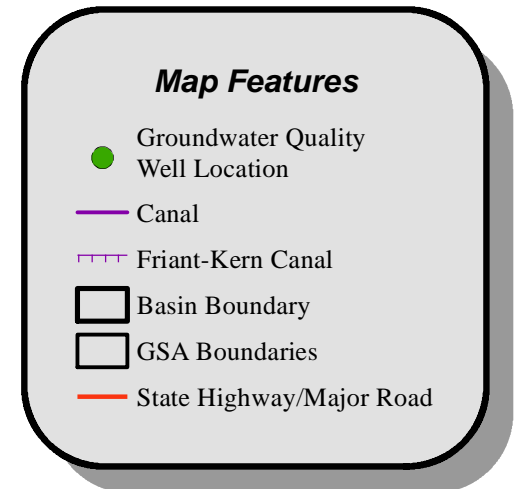 Map Features
Groundwater Quality
Well Location
Canal
Friant-Kern Canal
Basin Boundary
GSA Boundaries
State Highway/Major Road